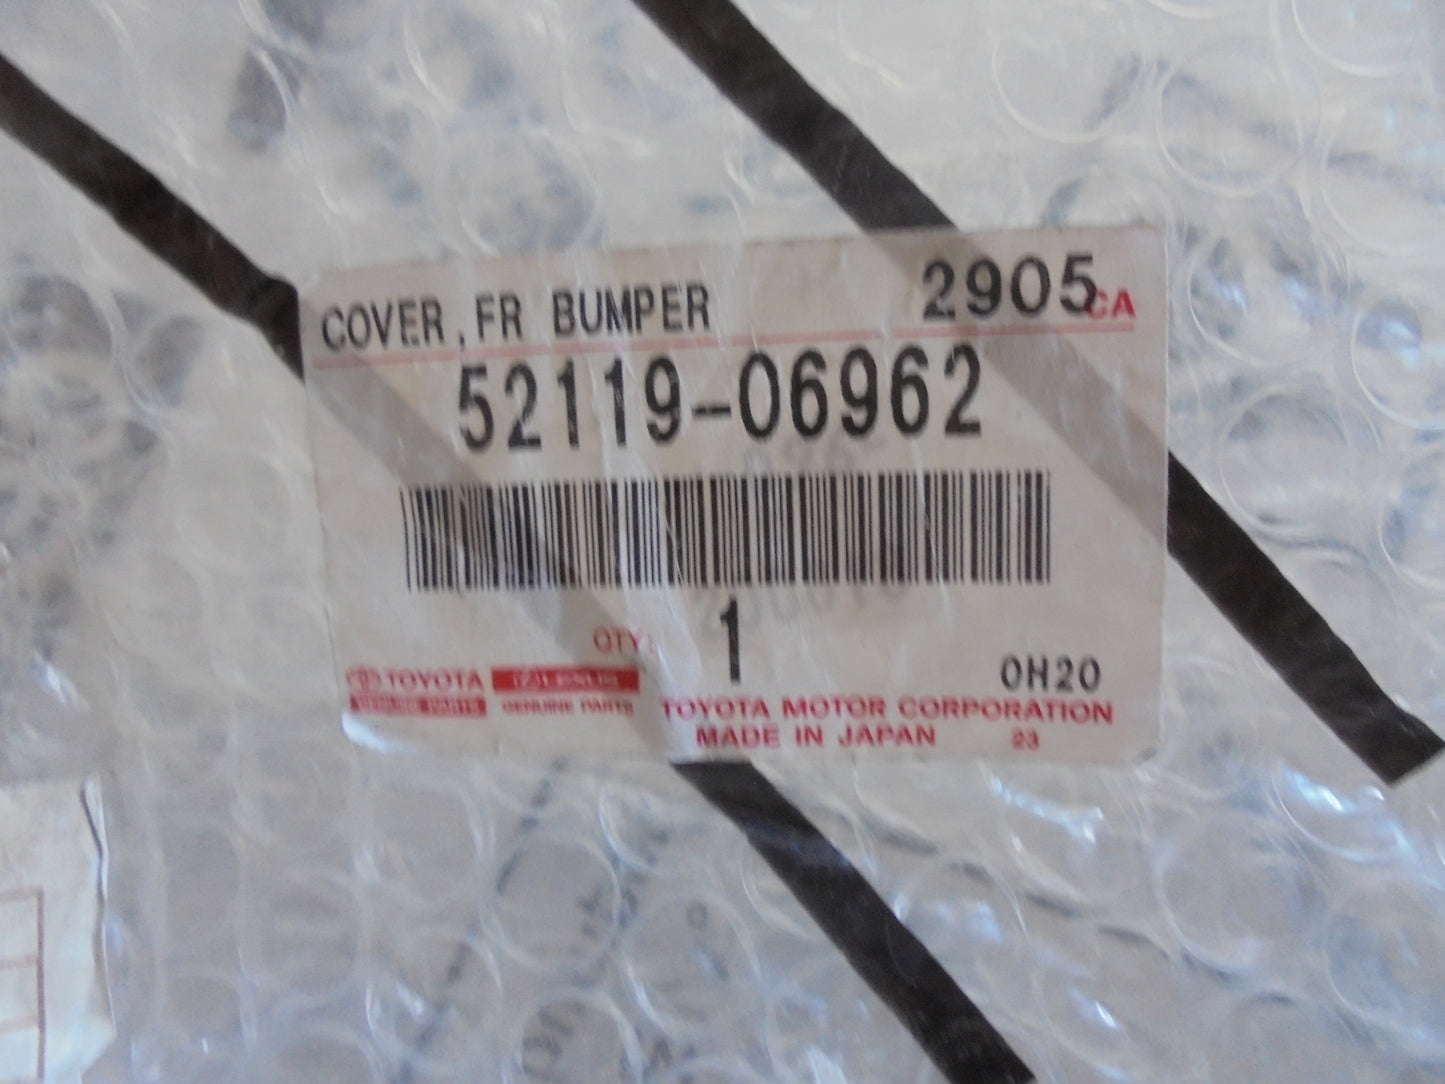 COVER, FR BUMPER 2905 CA
52119-06962
QTY: 1
TOYOTA LEXUS 0H20
GENUINE PARTS GENUINE PARTS TOYOTA MOTOR CORPORATION
MADE IN JAPAN 23